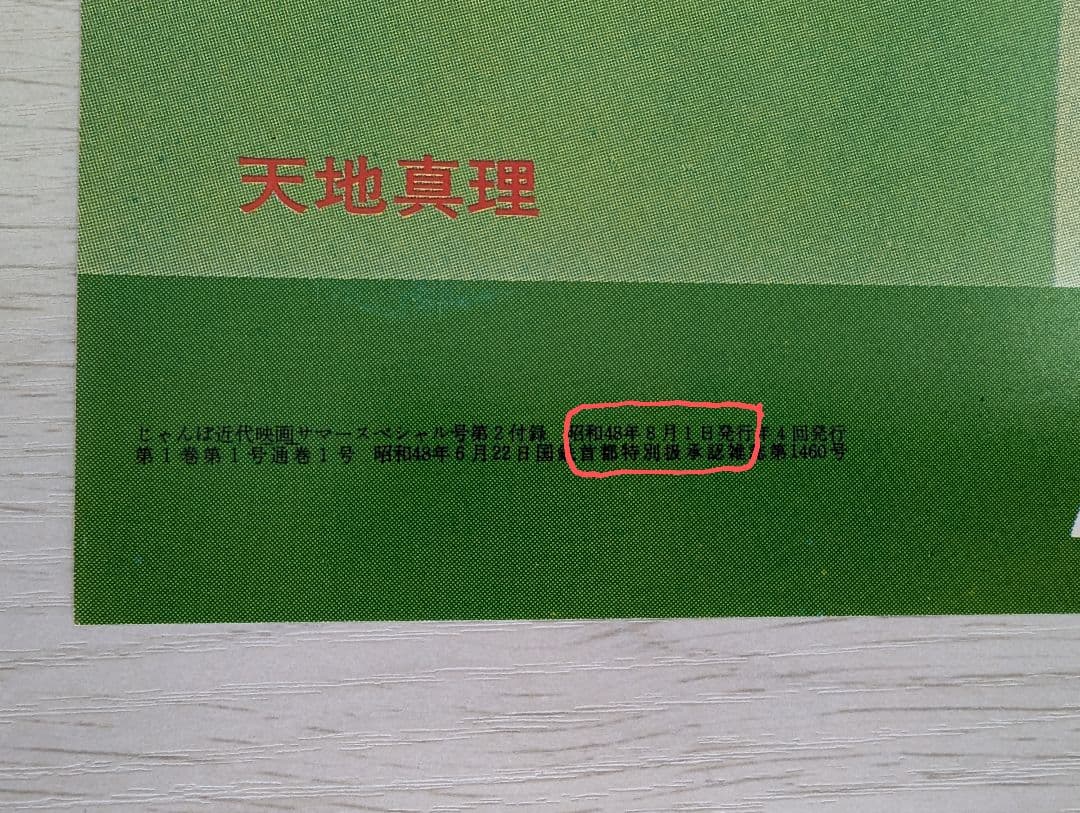 天地真理
じゃんぼ近代映画サマースペシャル号第2付録 昭和48年8月1日発行年4回発行
第1巻第1号通巻1号 昭和48年6月22日国鉄首都特別扱承認雑誌第1460号